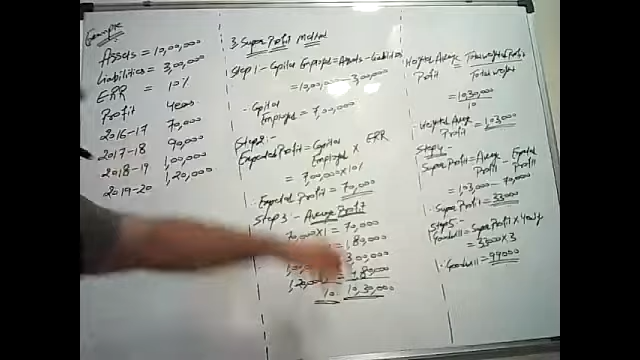 Example
Assets = 10,00,000
Liabilities = 3,00,000
ERR = 10%
Profit Years
2016-17 70,000
2017-18 90,000
2018-19 1,00,000
2019-20 1,20,000
3. Super Profit Method
Step 1 - Capital Employed = Assets - Liabilities
= 10,00,000 - 3,00,000
Capital
Employed = 7,00,000
Step 2:-
Expected Profit = Capital Employed × ERR
= 7,00,000 × 10%
Expected Profit = 70,000
Step 3:- Average Profit
70,000 × 1 = 70,000
1,80,000
3,00,000
1,20,000 = 4,80,000
10 10,30,000
Weighted Average Profit = Total weighted Profit / Total weight
= 10,30,000 / 10
Weighted Average Profit = 1,03,000
Step 4:-
Super Profit = Average Profit - Expected Profit
= 1,03,000 - 70,000
Super Profit = 33,000
Step 5:-
Goodwill = Super Profit ×
= 33,000 × 3
Goodwill = 99,000